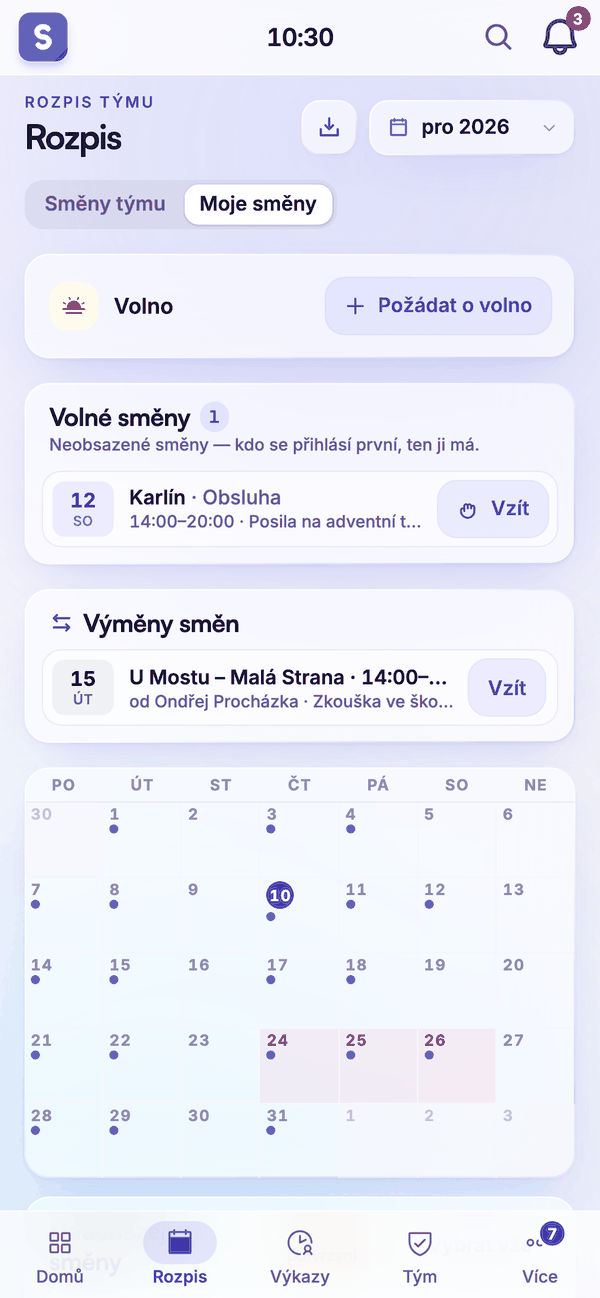 S
10:30
3
ROZPIS TÝMU
Rozpis
pro 2026
Směny týmu
Moje směny
Volno
Požádat o volno
Volné směny 1
Neobsazené směny — kdo se přihlásí první, ten ji má.
12
SO
Karlín · Obsluha
14:00–20:00 · Posila na adventní t...
Vzít
Výměny směn
15
ÚT
U Mostu – Malá Strana · 14:00–...
od Ondřej Procházka · Zkouška ve ško...
Vzít
PO ÚT ST ČT PÁ SO NE
30 1 2 3 4 5 6
7 8 9 10 11 12 13
14 15 16 17 18 19 20
21 22 23 24 25 26 27
28 29 30 31 1 2 3
směny
7
Domů
Rozpis
Výkazy
Tým
Více